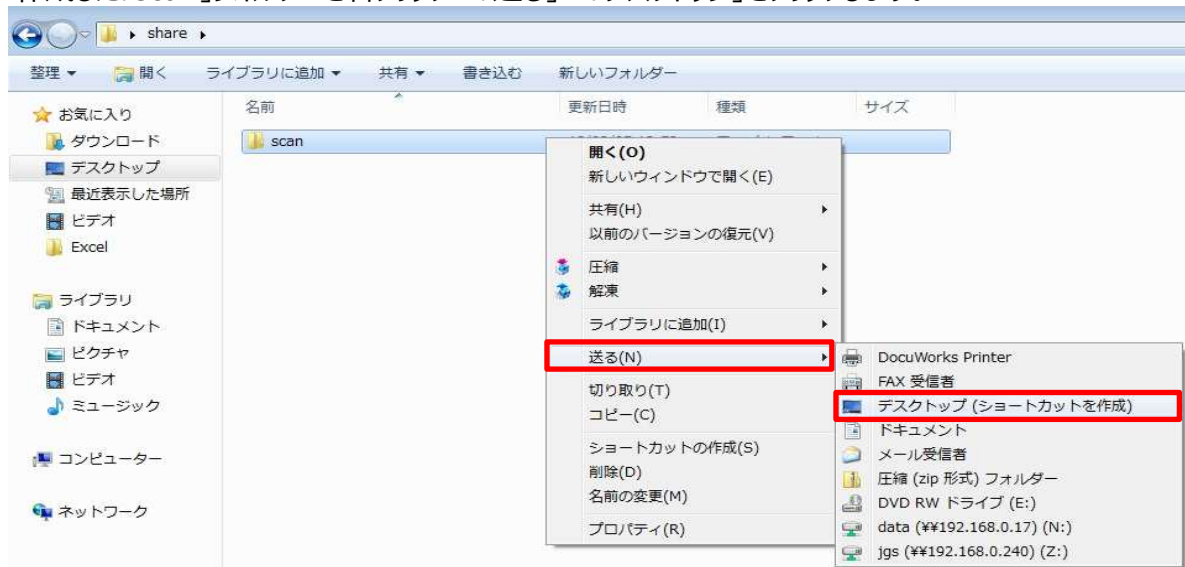 share
整理 開く ライブラリに追加 共有 書き込む 新しいフォルダー
お気に入り
ダウンロード
デスクトップ
最近表示した場所
ビデオ
Excel
ライブラリ
ドキュメント
ピクチャ
ビデオ
ミュージック
コンピューター
ネットワーク
名前 更新日時 種類 サイズ
scan
開く(O)
新しいウィンドウで開く(E)
共有(H)
以前のバージョンの復元(V)
圧縮
解凍
ライブラリに追加(I)
送る(N)
切り取り(T)
コピー(C)
ショートカットの作成(S)
削除(D)
名前の変更(M)
プロパティ(R)
DocuWorks Printer
FAX 受信者
デスクトップ (ショートカットを作成)
ドキュメント
メール受信者
圧縮 (zip 形式) フォルダー
DVD RW ドライブ (E:)
data (¥¥192.168.0.17) (N:)
jgs (¥¥192.168.0.240) (Z:)